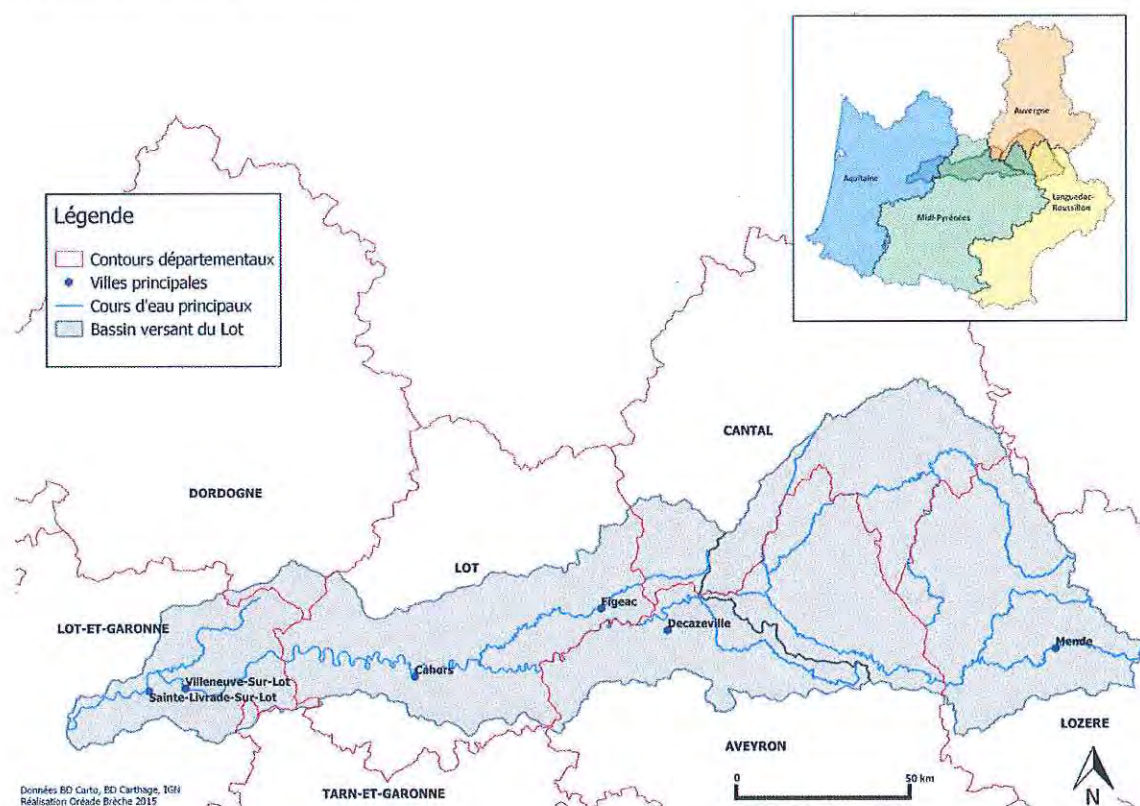 Auvergne
Aquitaine
Midi-Pyrénées
Languedoc-
Roussillon
Légende
Contours départementaux
Villes principales
Cours d'eau principaux
Bassin versant du Lot
CANTAL
DORDOGNE
LOT
LOT-ET-GARONNE
Figeac
Decazeville
Mende
Cahors
Villeneuve-Sur-Lot
Sainte-Livrade-Sur-Lot
LOZERE
AVEYRON
TARN-ET-GARONNE
0 50 km
N
Données BD Carto, BD Carthage, IGN
Réalisation Oréade Brèche 2015